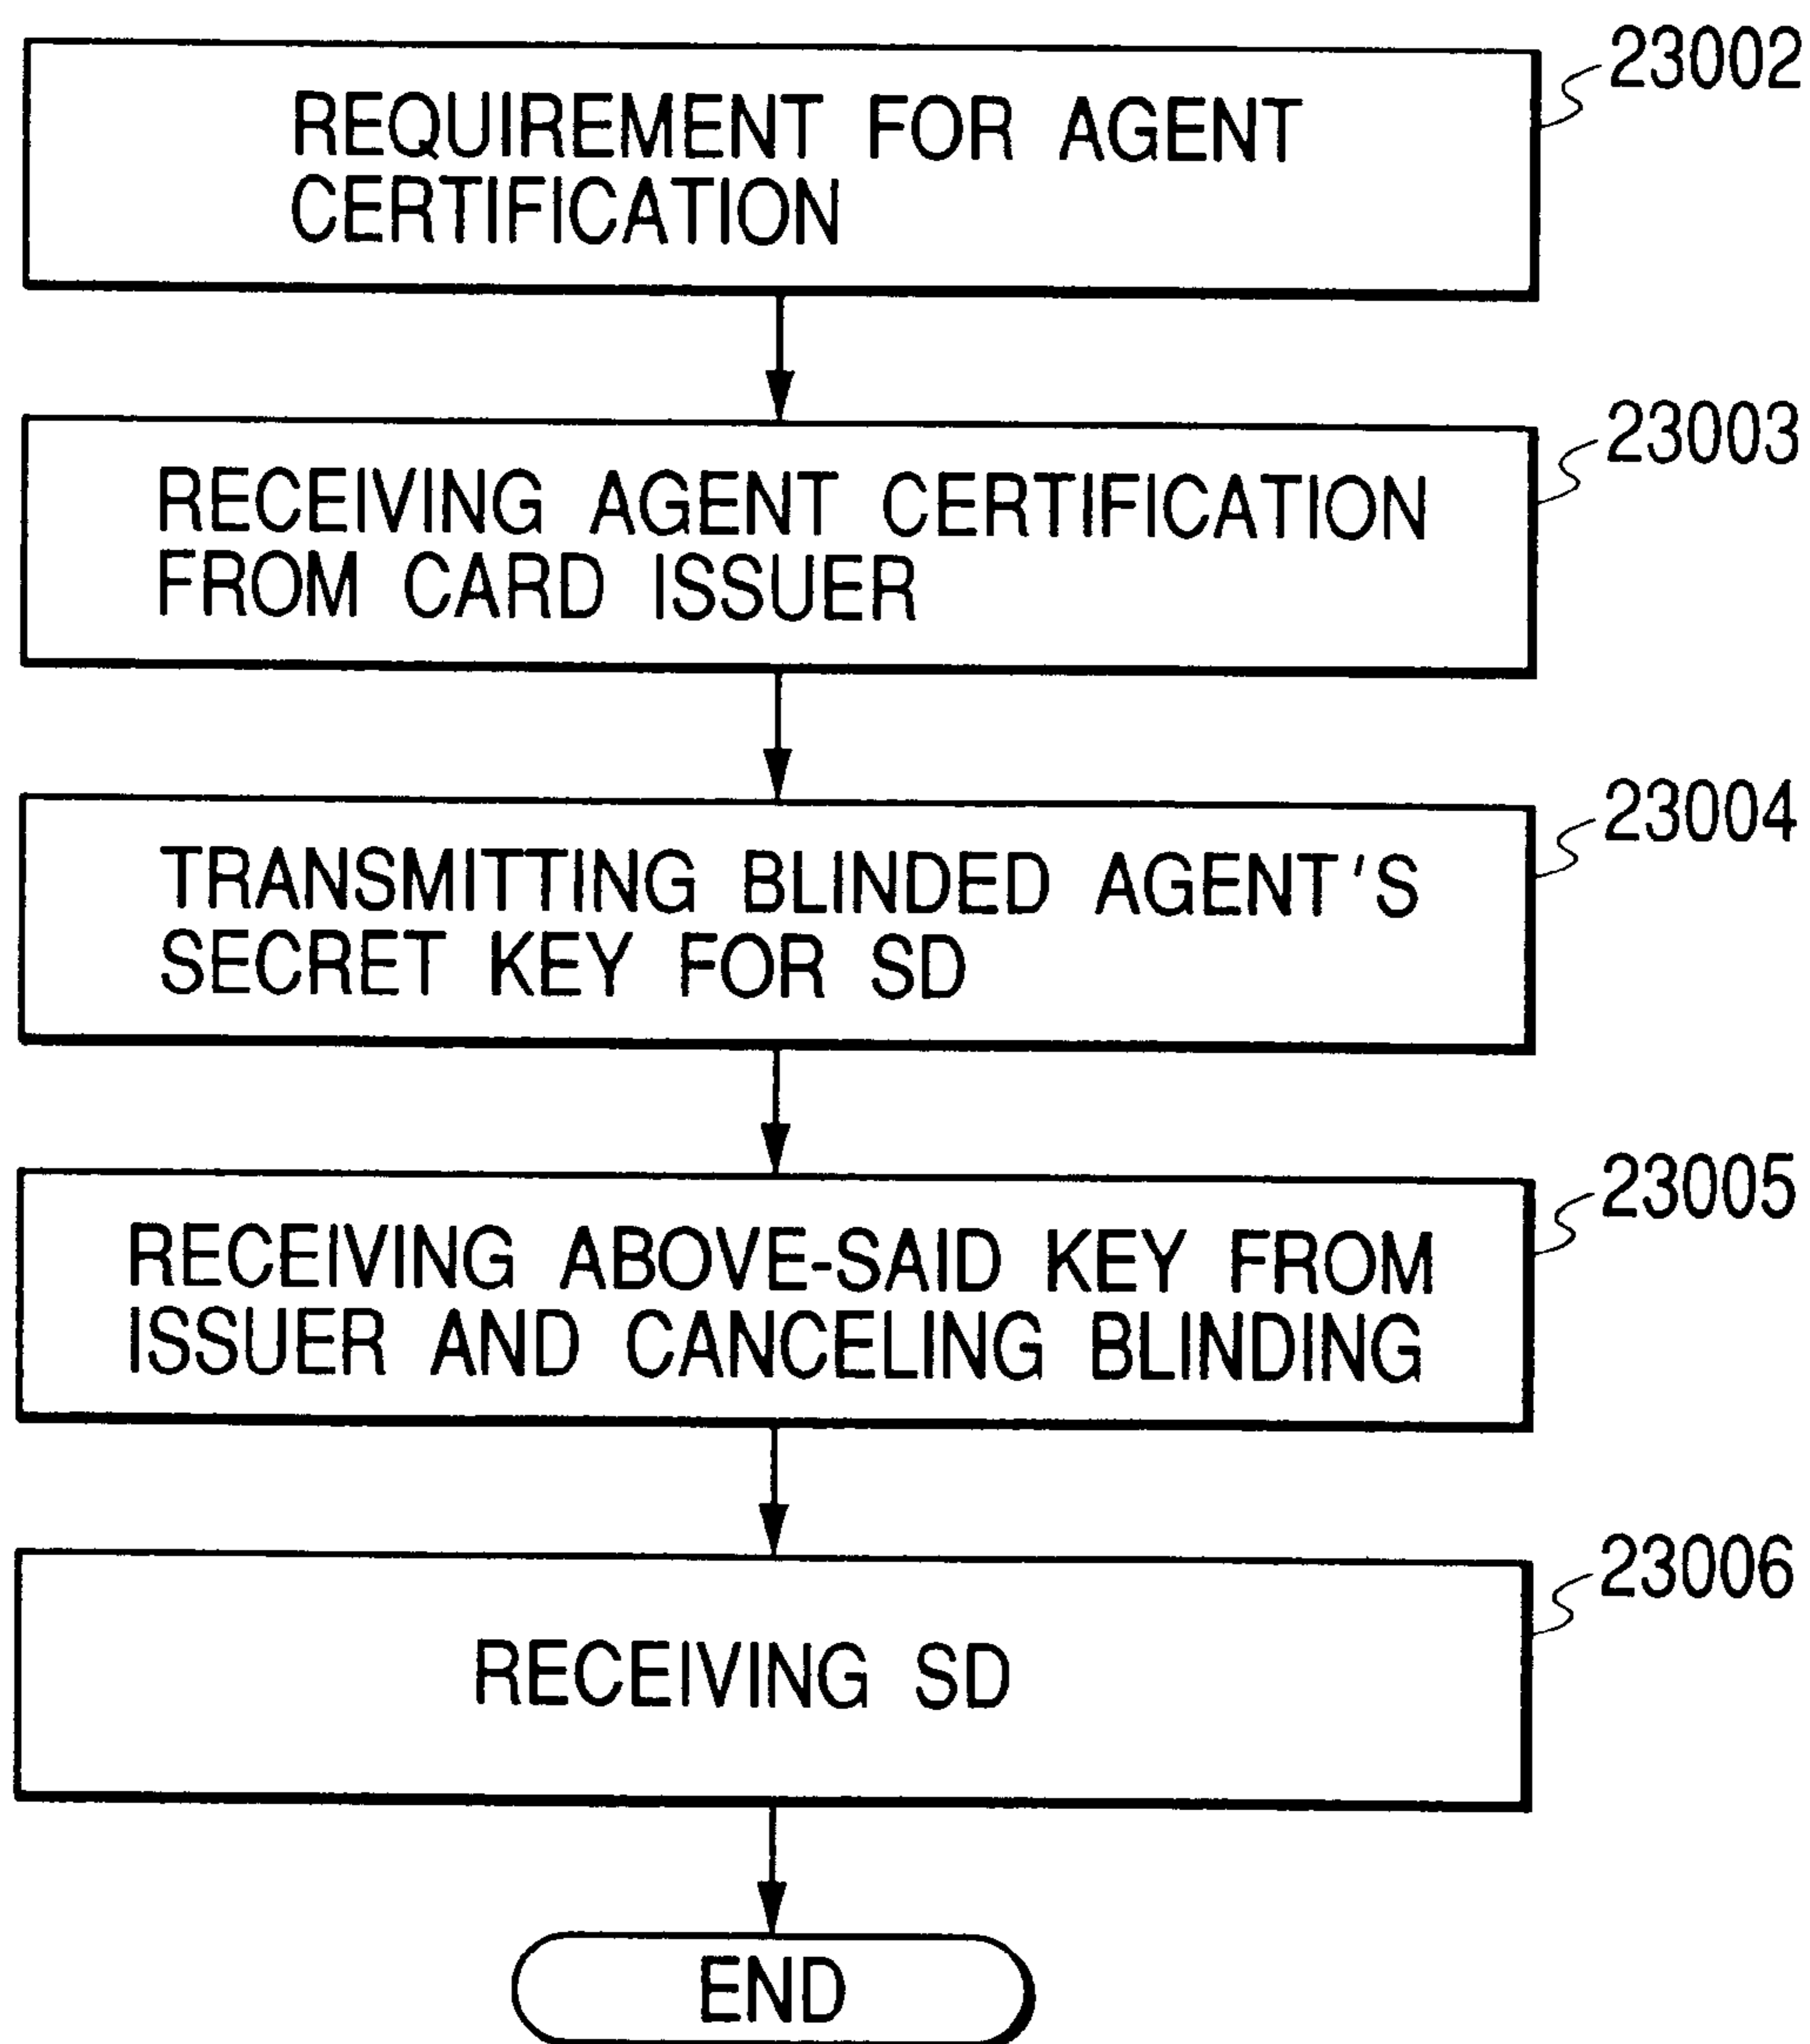 23002
REQUIREMENT FOR AGENT
CERTIFICATION
23003
RECEIVING AGENT CERTIFICATION
FROM CARD ISSUER
23004
TRANSMITTING BLINDED AGENT'S
SECRET KEY FOR SD
23005
RECEIVING ABOVE-SAID KEY FROM
ISSUER AND CANCELING BLINDING
23006
RECEIVING SD
END